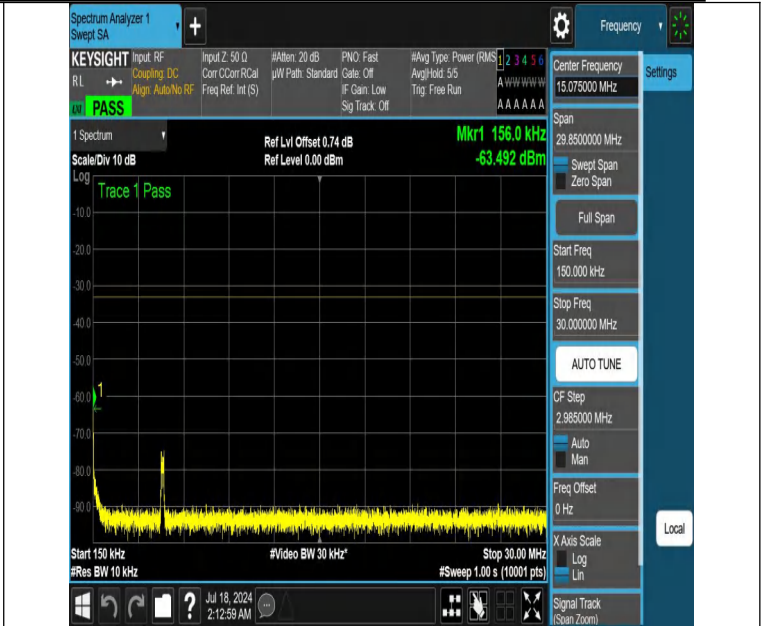 Spectrum Analyzer 1
Swept SA
+
Frequency
KEYSIGHT
RL
LXI
PASS
Input: RF
Coupling: DC
Align: Auto/No RF
Input Z: 50 Ω
Corr CCorr RCal
Freq Ref: Int (S)
#Atten: 20 dB
µW Path: Standard
PNO: Fast
Gate: Off
IF Gain: Low
Sig Track: Off
#Avg Type: Power (RMS
Avg|Hold: 5/5
Trig: Free Run
1 2 3 4 5 6
A W W W W W
A A A A A A
1 Spectrum
Scale/Div 10 dB
Log
Ref Lvl Offset 0.74 dB
Ref Level 0.00 dBm
Mkr1 156.0 kHz
-63.492 dBm
Trace 1 Pass
-10.0
-20.0
-30.0
-40.0
-50.0
-60.0
1
-70.0
-80.0
-90.0
Start 150 kHz
#Res BW 10 kHz
#Video BW 30 kHz*
Stop 30.00 MHz
#Sweep 1.00 s (10001 pts)
Center Frequency
15.075000 MHz
Settings
Span
29.8500000 MHz
Swept Span
Zero Span
Full Span
Start Freq
150.000 kHz
Stop Freq
30.000000 MHz
AUTO TUNE
CF Step
2.985000 MHz
Auto
Man
Freq Offset
0 Hz
X Axis Scale
Log
Lin
Local
Signal Track
(Span Zoom)
?
Jul 18, 2024
2:12:59 AM